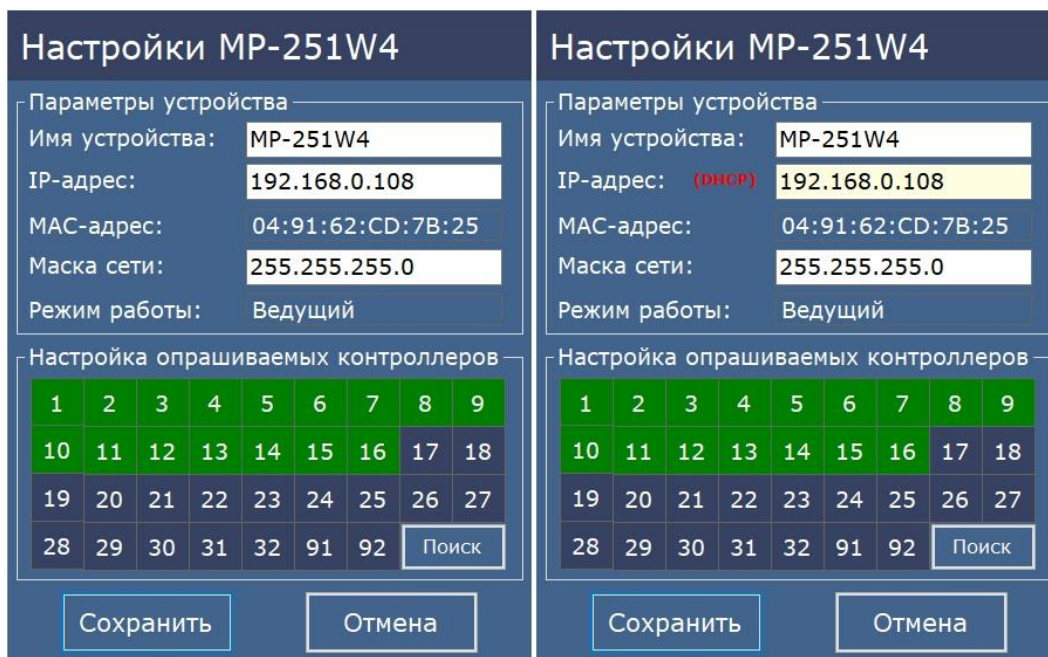 Настройки MP-251W4
Параметры устройства
Имя устройства: MP-251W4
IP-адрес: 192.168.0.108
MAC-адрес: 04:91:62:CD:7B:25
Маска сети: 255.255.255.0
Режим работы: Ведущий
Настройка опрашиваемых контроллеров
1 2 3 4 5 6 7 8 9
10 11 12 13 14 15 16 17 18
19 20 21 22 23 24 25 26 27
28 29 30 31 32 91 92 Поиск
Сохранить Отмена
Настройки MP-251W4
Параметры устройства
Имя устройства: MP-251W4
IP-адрес: (DHCP) 192.168.0.108
MAC-адрес: 04:91:62:CD:7B:25
Маска сети: 255.255.255.0
Режим работы: Ведущий
Настройка опрашиваемых контроллеров
1 2 3 4 5 6 7 8 9
10 11 12 13 14 15 16 17 18
19 20 21 22 23 24 25 26 27
28 29 30 31 32 91 92 Поиск
Сохранить Отмена